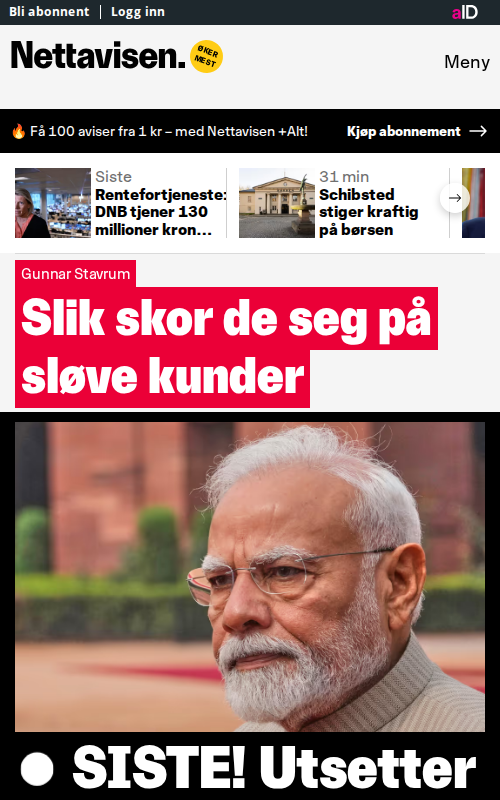 Bli abonnent | Logg inn
aID
Nettavisen.
ØKER
MEST
Meny
🔥 Få 100 aviser fra 1 kr – med Nettavisen +Alt!
Kjøp abonnement →
Siste
Rentefortjeneste:
DNB tjener 130
millioner kron...
31 min
Schibsted
stiger kraftig
på børsen
Gunnar Stavrum
Slik skor de seg på
sløve kunder
SISTE! Utsetter